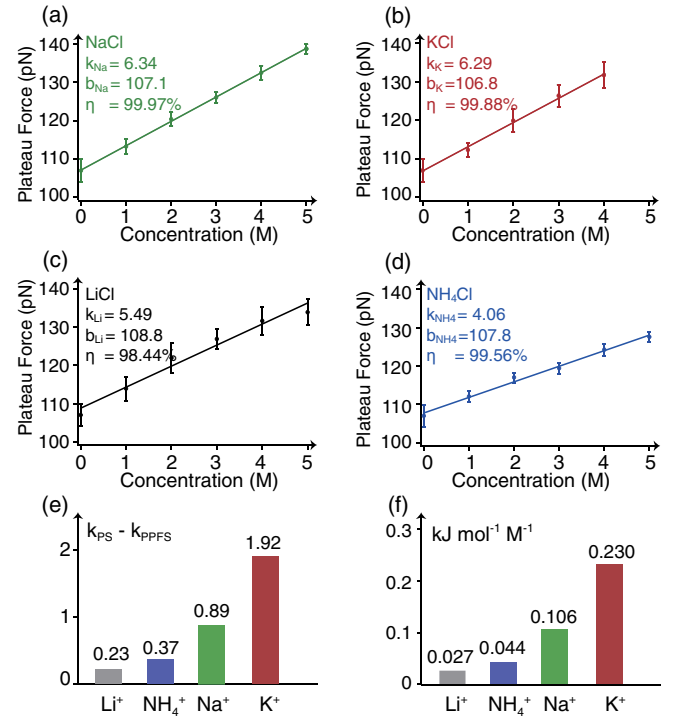 (a)
NaCl
k_Na = 6.34
b_Na = 107.1
η = 99.97%
Plateau Force (pN)
140
130
120
110
100
0 1 2 3 4 5
Concentration (M)
(b)
KCl
k_K = 6.29
b_K = 106.8
η = 99.88%
Plateau Force (pN)
140
130
120
110
100
0 1 2 3 4 5
Concentration (M)
(c)
LiCl
k_Li = 5.49
b_Li = 108.8
η = 98.44%
Plateau Force (pN)
140
130
120
110
100
0 1 2 3 4 5
Concentration (M)
(d)
NH₄Cl
k_NH4 = 4.06
b_NH4 = 107.8
η = 99.56%
Plateau Force (pN)
140
130
120
110
100
0 1 2 3 4 5
Concentration (M)
(e)
k_PS - k_PPFS
2
1
0
0.23 0.37 0.89 1.92
Li⁺ NH₄⁺ Na⁺ K⁺
(f)
kJ mol⁻¹ M⁻¹
0.3
0.2
0.1
0
0.027 0.044 0.106 0.230
Li⁺ NH₄⁺ Na⁺ K⁺